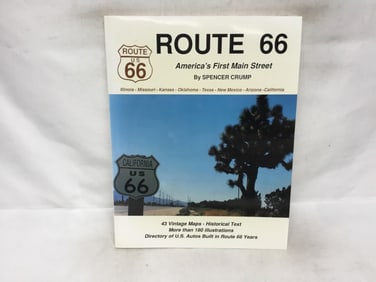 ROUTE
U S
66
ROUTE 66
America's First Main Street
By SPENCER CRUMP
Illinois - Missouri - Kansas - Oklahoma - Texas - New Mexico - Arizona -California
CALIFORNIA
U S
66
43 Vintage Maps - Historical Text
More than 180 Illustrations
Directory of U.S. Autos Built in Route 66 Years